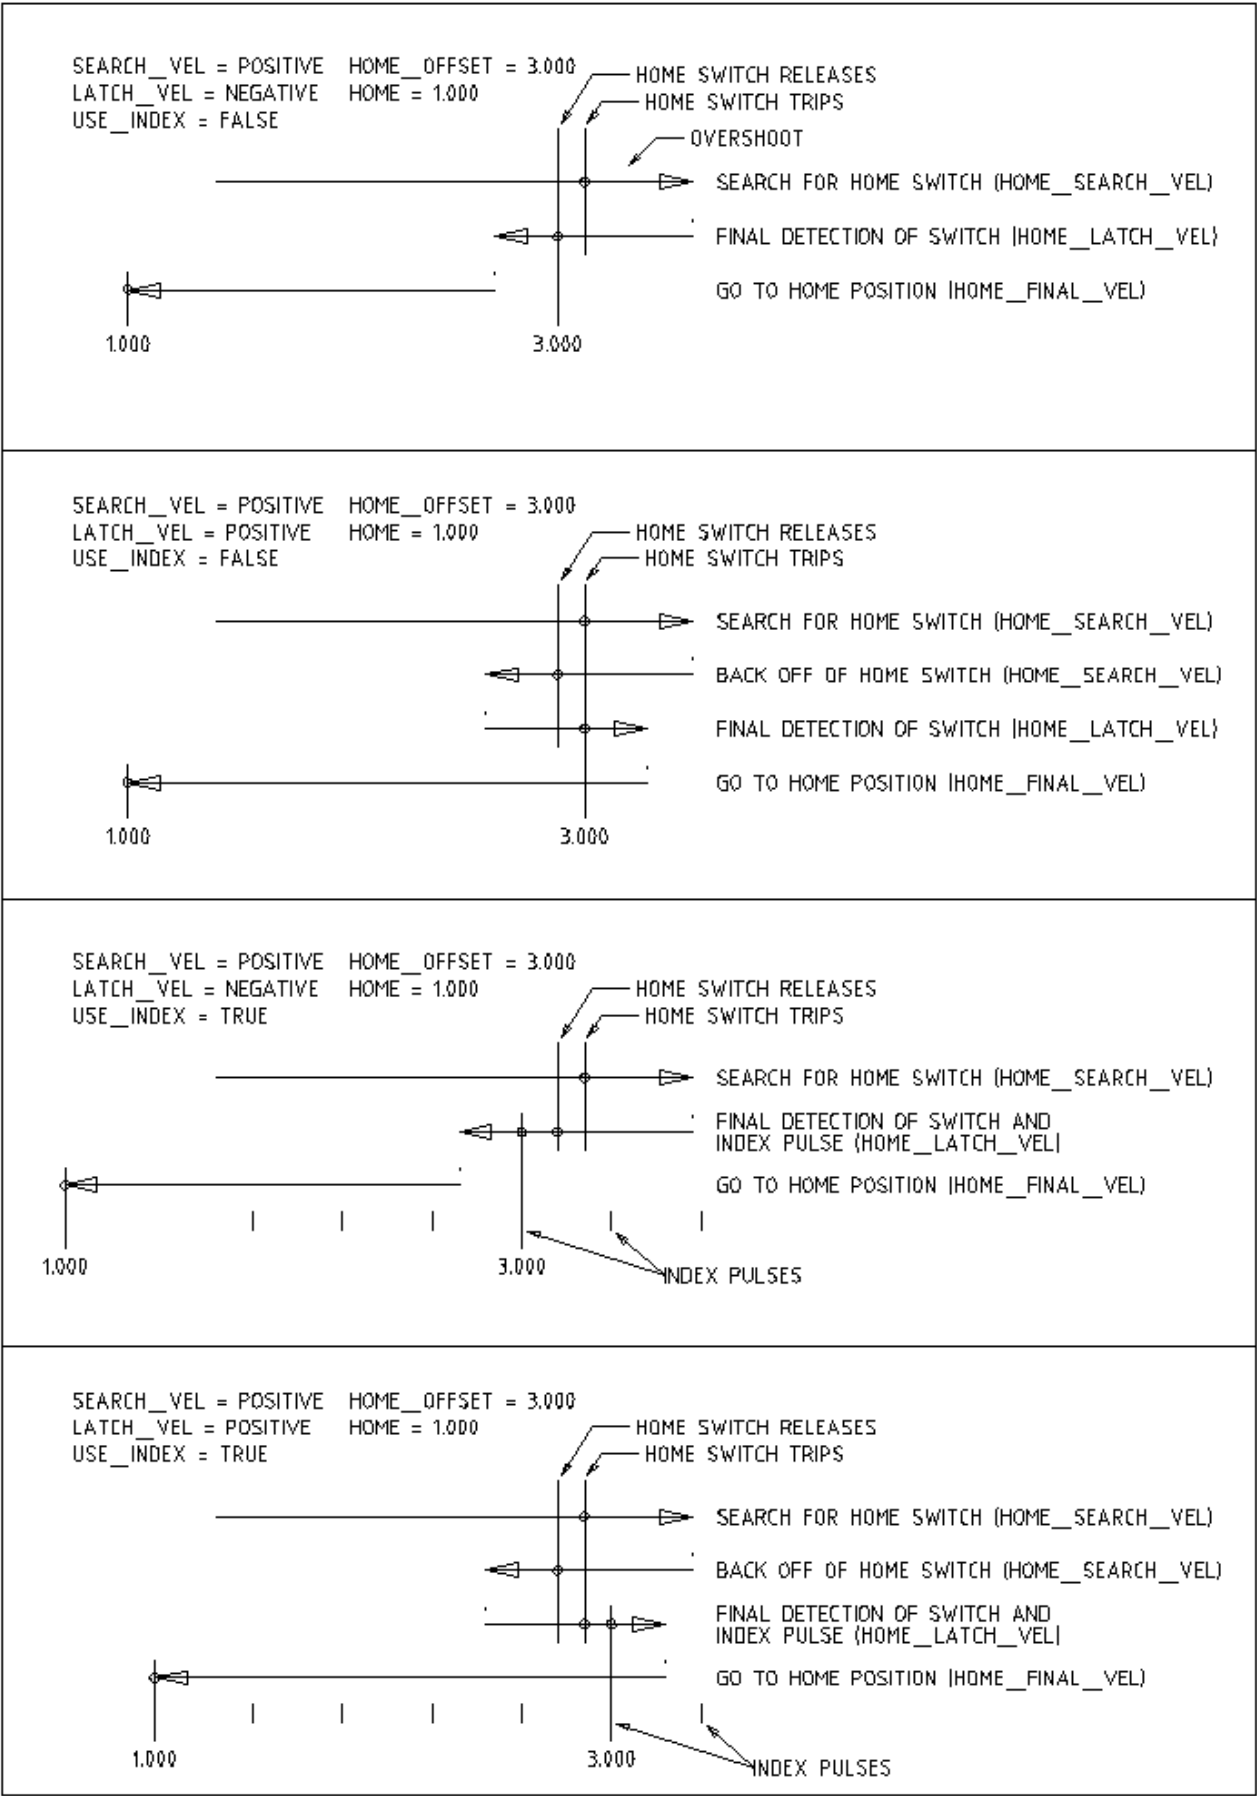 SEARCH_VEL = POSITIVE HOME_OFFSET = 3.000
LATCH_VEL = NEGATIVE HOME = 1.000
USE_INDEX = FALSE
HOME SWITCH RELEASES
HOME SWITCH TRIPS
OVERSHOOT
SEARCH FOR HOME SWITCH (HOME_SEARCH_VEL)
FINAL DETECTION OF SWITCH (HOME_LATCH_VEL)
GO TO HOME POSITION (HOME_FINAL_VEL)
1.000 3.000
SEARCH_VEL = POSITIVE HOME_OFFSET = 3.000
LATCH_VEL = POSITIVE HOME = 1.000
USE_INDEX = FALSE
HOME SWITCH RELEASES
HOME SWITCH TRIPS
SEARCH FOR HOME SWITCH (HOME_SEARCH_VEL)
BACK OFF OF HOME SWITCH (HOME_SEARCH_VEL)
FINAL DETECTION OF SWITCH (HOME_LATCH_VEL)
GO TO HOME POSITION (HOME_FINAL_VEL)
1.000 3.000
SEARCH_VEL = POSITIVE HOME_OFFSET = 3.000
LATCH_VEL = NEGATIVE HOME = 1.000
USE_INDEX = TRUE
HOME SWITCH RELEASES
HOME SWITCH TRIPS
SEARCH FOR HOME SWITCH (HOME_SEARCH_VEL)
FINAL DETECTION OF SWITCH AND
INDEX PULSE (HOME_LATCH_VEL)
GO TO HOME POSITION (HOME_FINAL_VEL)
1.000 3.000
INDEX PULSES
SEARCH_VEL = POSITIVE HOME_OFFSET = 3.000
LATCH_VEL = POSITIVE HOME = 1.000
USE_INDEX = TRUE
HOME SWITCH RELEASES
HOME SWITCH TRIPS
SEARCH FOR HOME SWITCH (HOME_SEARCH_VEL)
BACK OFF OF HOME SWITCH (HOME_SEARCH_VEL)
FINAL DETECTION OF SWITCH AND
INDEX PULSE (HOME_LATCH_VEL)
GO TO HOME POSITION (HOME_FINAL_VEL)
1.000 3.000
INDEX PULSES